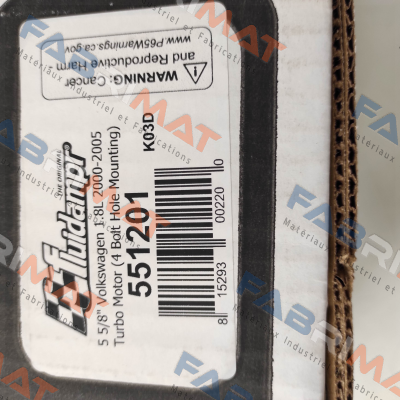 THE ORIGINAL
Fluidampr
5 5/8" Volkswagen 1.8L 2000-2005
Turbo Motor (4 Bolt Hole Mounting)
551201
K03D
8 15293 00220 0
WARNING: Cancer
and Reproductive Harm
www.P65Warnings.ca.gov
FABRIMAT
Matériel Industriel et Fabrications